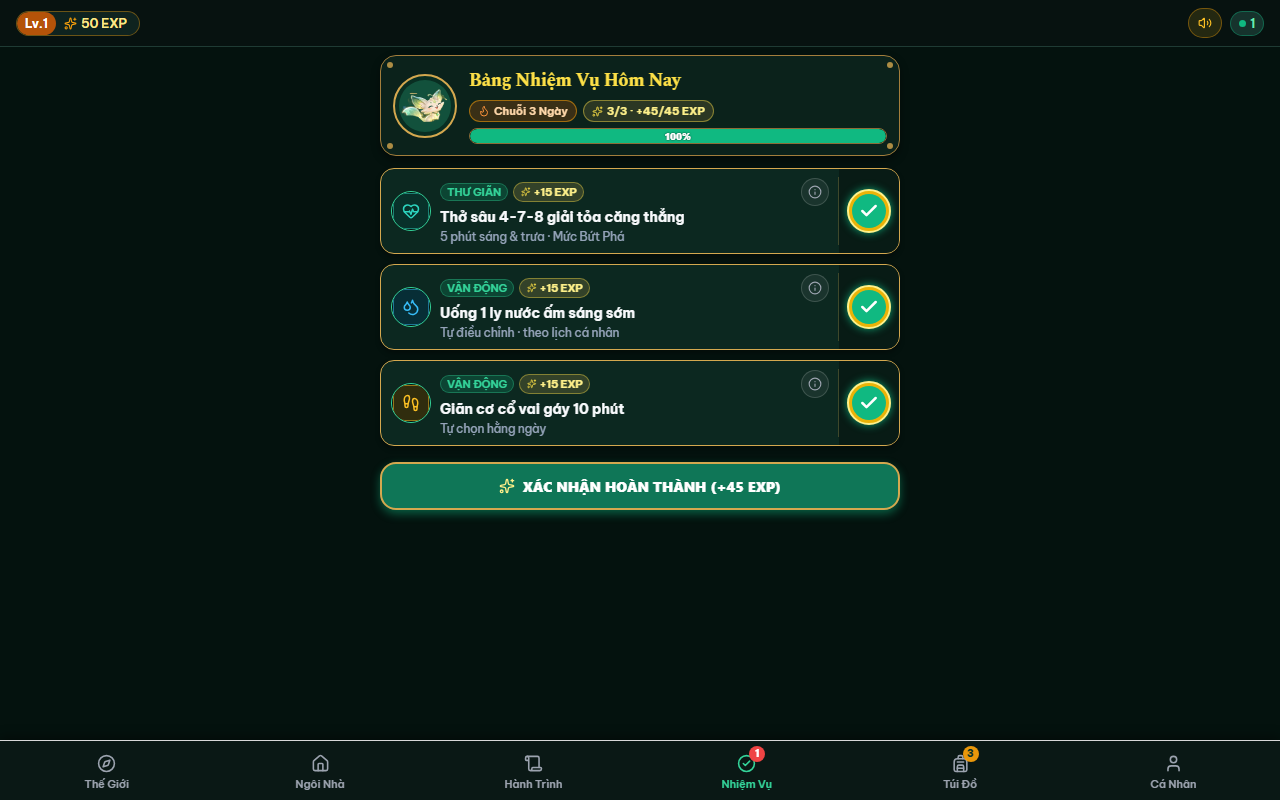 Lv.1 50 EXP
1
Bảng Nhiệm Vụ Hôm Nay
Chuỗi 3 Ngày 3/3 · +45/45 EXP
100%
THƯ GIÃN +15 EXP
Thở sâu 4-7-8 giải tỏa căng thẳng
5 phút sáng & trưa · Mức Bứt Phá
VẬN ĐỘNG +15 EXP
Uống 1 ly nước ấm sáng sớm
Tự điều chỉnh · theo lịch cá nhân
VẬN ĐỘNG +15 EXP
Giãn cơ cổ vai gáy 10 phút
Tự chọn hằng ngày
XÁC NHẬN HOÀN THÀNH (+45 EXP)
1
3
Thế Giới Ngôi Nhà Hành Trình Nhiệm Vụ Túi Đồ Cá Nhân